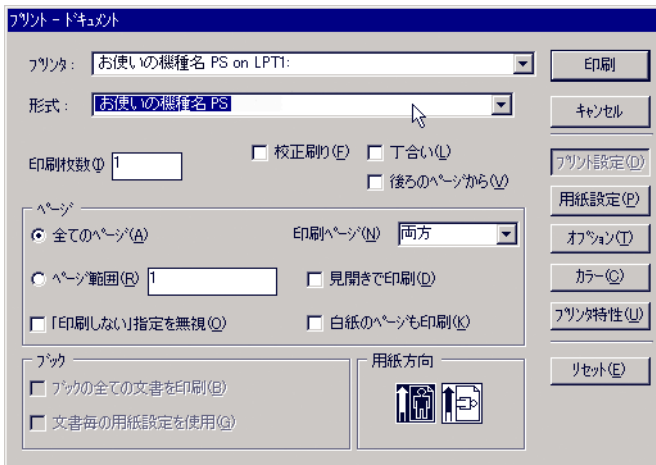 プリント - ドキュメント
プリンタ: お使いの機種名 PS on LPT1:
印刷
形式: お使いの機種名 PS
キャンセル
印刷枚数(I) 1
校正刷り(F)
丁合い(L)
プリント設定(D)
後ろのページから(V)
用紙設定(P)
ページ
全てのページ(A)
印刷ページ(N) 両方
オプション(T)
ページ範囲(R) 1
見開きで印刷(D)
カラー(C)
「印刷しない」指定を無視(O)
白紙のページも印刷(K)
プリンタ特性(U)
ブック
用紙方向
リセット(E)
ブックの全ての文書を印刷(B)
文書毎の用紙設定を使用(G)